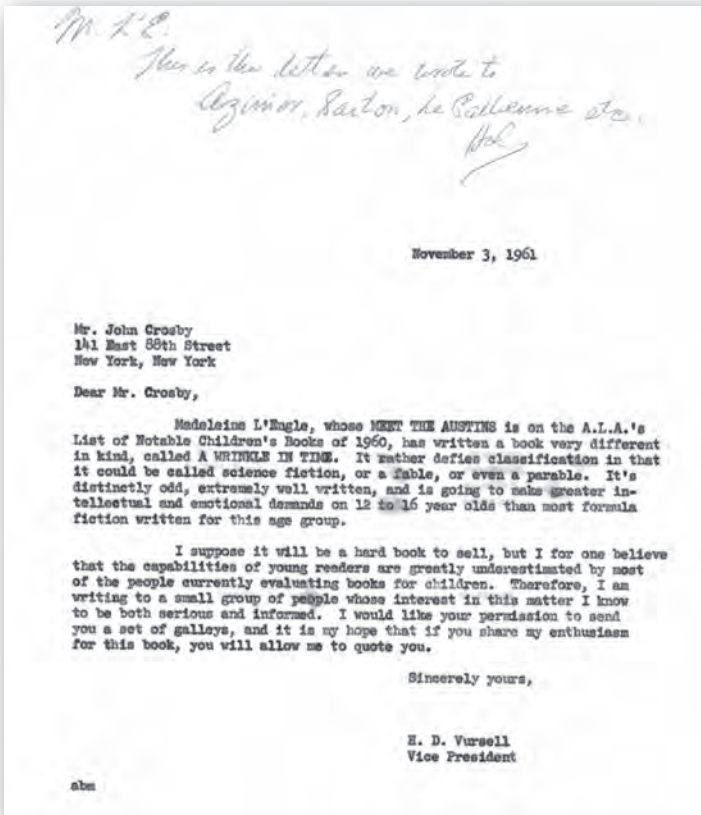 M. L'E.
This is the letter we wrote to
Azimov, Sarton, Le Gallienne etc.
Hal
November 3, 1961
Mr. John Crosby
141 East 88th Street
New York, New York
Dear Mr. Crosby,
Madeleine L'Engle, whose MEET THE AUSTINS is on the A.L.A.'s
List of Notable Children's Books of 1960, has written a book very different
in kind, called A WRINKLE IN TIME. It rather defies classification in that
it could be called science fiction, or a fable, or even a parable. It's
distinctly odd, extremely well written, and is going to make greater in-
tellectual and emotional demands on 12 to 16 year olds than most formula
fiction written for this age group.
I suppose it will be a hard book to sell, but I for one believe
that the capabilities of young readers are greatly underestimated by most
of the people currently evaluating books for children. Therefore, I am
writing to a small group of people whose interest in this matter I know
to be both serious and informed. I would like your permission to send
you a set of galleys, and it is my hope that if you share my enthusiasm
for this book, you will allow me to quote you.
Sincerely yours,
H. D. Vursell
Vice President
abm